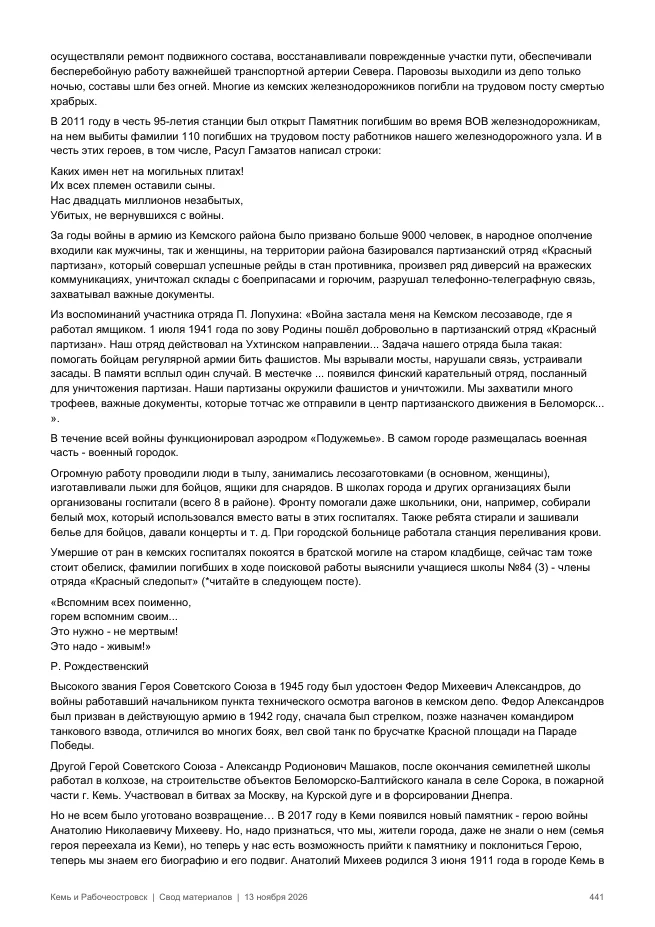 осуществляли ремонт подвижного состава, восстанавливали поврежденные участки пути, обеспечивали
бесперебойную работу важнейшей транспортной артерии Севера. Паровозы выходили из депо только
ночью, составы шли без огней. Многие из кемских железнодорожников погибли на трудовом посту смертью
храбрых.
В 2011 году в честь 95-летия станции был открыт Памятник погибшим во время ВОВ железнодорожникам,
на нем выбиты фамилии 110 погибших на трудовом посту работников нашего железнодорожного узла. И в
честь этих героев, в том числе, Расул Гамзатов написал строки:
Каких имен нет на могильных плитах!
Их всех племен оставили сыны.
Нас двадцать миллионов незабытых,
Убитых, не вернувшихся с войны.
За годы войны в армию из Кемского района было призвано больше 9000 человек, в народное ополчение
входили как мужчины, так и женщины, на территории района базировался партизанский отряд «Красный
партизан», который совершал успешные рейды в стан противника, произвел ряд диверсий на вражеских
коммуникациях, уничтожал склады с боеприпасами и горючим, разрушал телефонно-телеграфную связь,
захватывал важные документы.
Из воспоминаний участника отряда П. Лопухина: «Война застала меня на Кемском лесозаводе, где я
работал ямщиком. 1 июля 1941 года по зову Родины пошёл добровольно в партизанский отряд «Красный
партизан». Наш отряд действовал на Ухтинском направлении... Задача нашего отряда была такая:
помогать бойцам регулярной армии бить фашистов. Мы взрывали мосты, нарушали связь, устраивали
засады. В памяти всплыл один случай. В местечке ... появился финский карательный отряд, посланный
для уничтожения партизан. Наши партизаны окружили фашистов и уничтожили. Мы захватили много
трофеев, важные документы, которые тотчас же отправили в центр партизанского движения в Беломорск...
».
В течение всей войны функционировал аэродром «Подужемье». В самом городе размещалась военная
часть - военный городок.
Огромную работу проводили люди в тылу, занимались лесозаготовками (в основном, женщины),
изготавливали лыжи для бойцов, ящики для снарядов. В школах города и других организациях были
организованы госпитали (всего 8 в районе). Фронту помогали даже школьники, они, например, собирали
белый мох, который использовался вместо ваты в этих госпиталях. Также ребята стирали и зашивали
белье для бойцов, давали концерты и т. д. При городской больнице работала станция переливания крови.
Умершие от ран в кемских госпиталях покоятся в братской могиле на старом кладбище, сейчас там тоже
стоит обелиск, фамилии погибших в ходе поисковой работы выяснили учащиеся школы №84 (3) - члены
отряда «Красный следопыт» (*читайте в следующем посте).
«Вспомним всех поименно,
горем вспомним своим...
Это нужно - не мертвым!
Это надо - живым!»
Р. Рождественский
Высокого звания Героя Советского Союза в 1945 году был удостоен Федор Михеевич Александров, до
войны работавший начальником пункта технического осмотра вагонов в кемском депо. Федор Александров
был призван в действующую армию в 1942 году, сначала был стрелком, позже назначен командиром
танкового взвода, отличился во многих боях, вел свой танк по брусчатке Красной площади на Параде
Победы.
Другой Герой Советского Союза - Александр Родионович Машаков, после окончания семилетней школы
работал в колхозе, на строительстве объектов Беломорско-Балтийского канала в селе Сорока, в пожарной
части г. Кемь. Участвовал в битвах за Москву, на Курской дуге и в форсировании Днепра.
Но не всем было уготовано возвращение… В 2017 году в Кеми появился новый памятник - герою войны
Анатолию Николаевичу Михееву. Но, надо признаться, что мы, жители города, даже не знали о нем (семья
героя переехала из Кеми), но теперь у нас есть возможность прийти к памятнику и поклониться Герою,
теперь мы знаем его биографию и его подвиг. Анатолий Михеев родился 3 июня 1911 года в городе Кемь в
Кемь и Рабочеостровск | Свод материалов | 13 ноября 2026
441